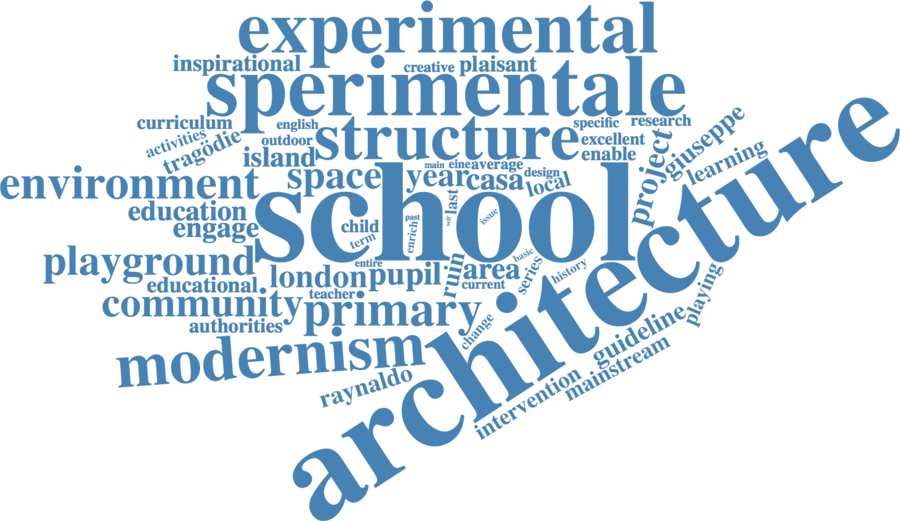 experimental
inspirational
creative
plaisant
sperimentale
curriculum
english
specific
research
activities
tragödie
outdoor
structure
excellent
enable
project
giuseppe
island
main
eine
average
design
learning
environment
space
year
casa
local
education
engage
school
child
term
past
enrich
self
last
issue
architecture
playground
entire
london
pupil
ruin
area
basic
series
history
educational
current
community
teacher
primary
playing
authorities
change
modernism
guideline
raynaldo
intervention
mainstream